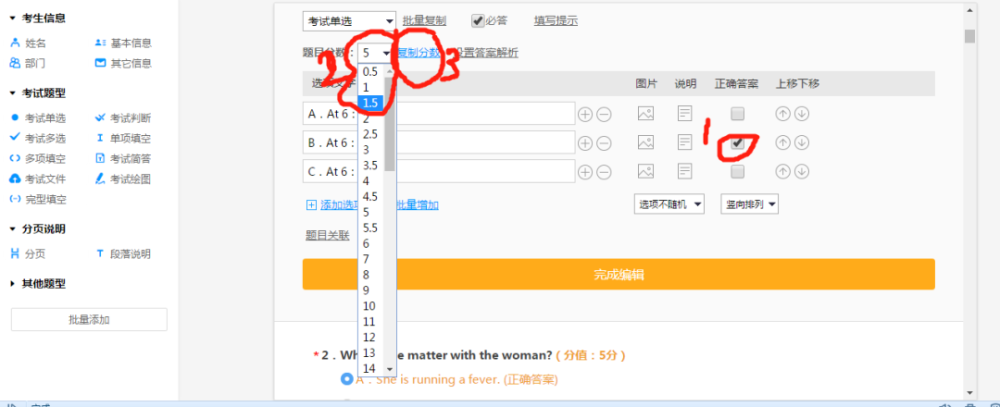 考生信息
姓名 基本信息
部门 其它信息
考试题型
考试单选 考试判断
考试多选 单项填空
多项填空 考试简答
考试文件 考试绘图
完型填空
分页说明
分页 段落说明
其他题型
批量添加
考试单选 批量复制 必答 填写提示
题目分数： 5 复制分数 设置答案解析
2 3
图片 说明 正确答案 上移下移
0.5
1
1.5
2
2.5
3
3.5
4
4.5
5
5.5
6
7
8
9
10
11
12
13
14
A . At 6 :
1
B . At 6 :
C . At 6 :
添加选 批量增加 选项不随机 竖向排列
题目关联
完成编辑
* 2 . matter with the woman? ( 分值：5分 )
A . She is running a fever. (正确答案)